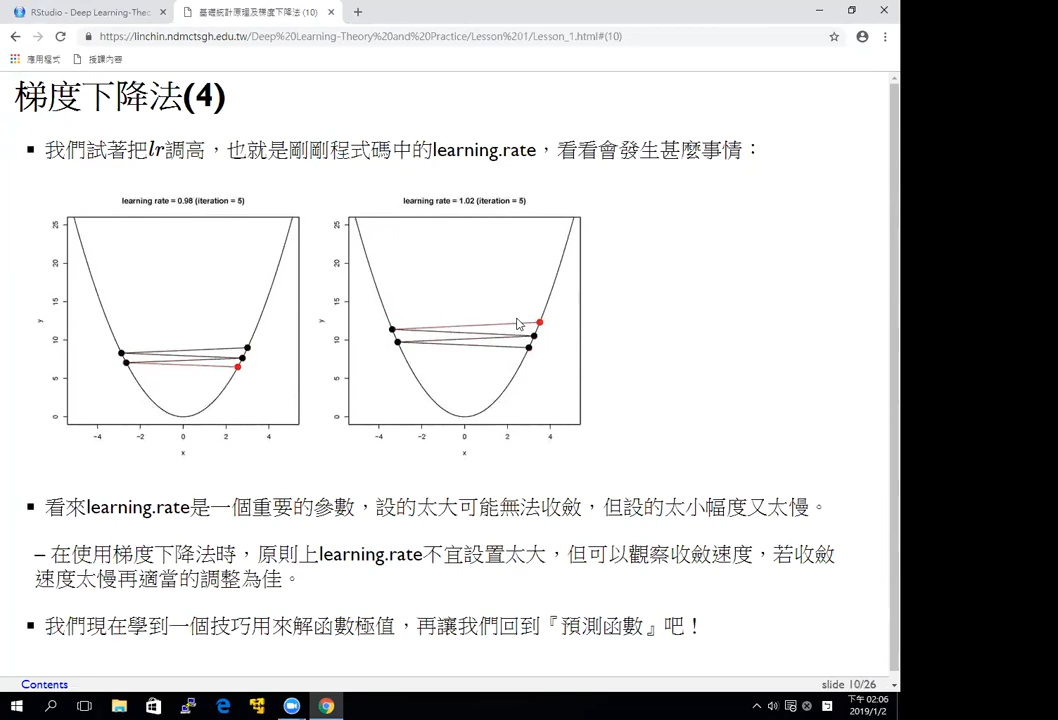 RStudio - Deep Learning-Theo
基礎統計原理及梯度下降法 (10)
https://linchin.ndmctsgh.edu.tw/Deep%20Learning-Theory%20and%20Practice/Lesson%201/Lesson_1.html#(10)
應用程式 授課內容
梯度下降法(4)
我們試著把lr調高，也就是剛剛程式碼中的learning.rate，看看會發生甚麼事情：
learning rate = 0.98 (iteration = 5)
learning rate = 1.02 (iteration = 5)
25
20
15
10
5
0
y
-4 -2 0 2 4
x
25
20
15
10
5
0
y
-4 -2 0 2 4
x
看來learning.rate是一個重要的參數，設的太大可能無法收斂，但設的太小幅度又太慢。
– 在使用梯度下降法時，原則上learning.rate不宜設置太大，但可以觀察收斂速度，若收斂
速度太慢再適當的調整為佳。
我們現在學到一個技巧用來解函數極值，再讓我們回到『預測函數』吧！
Contents
slide 10/26
下午 02:06
2019/1/2